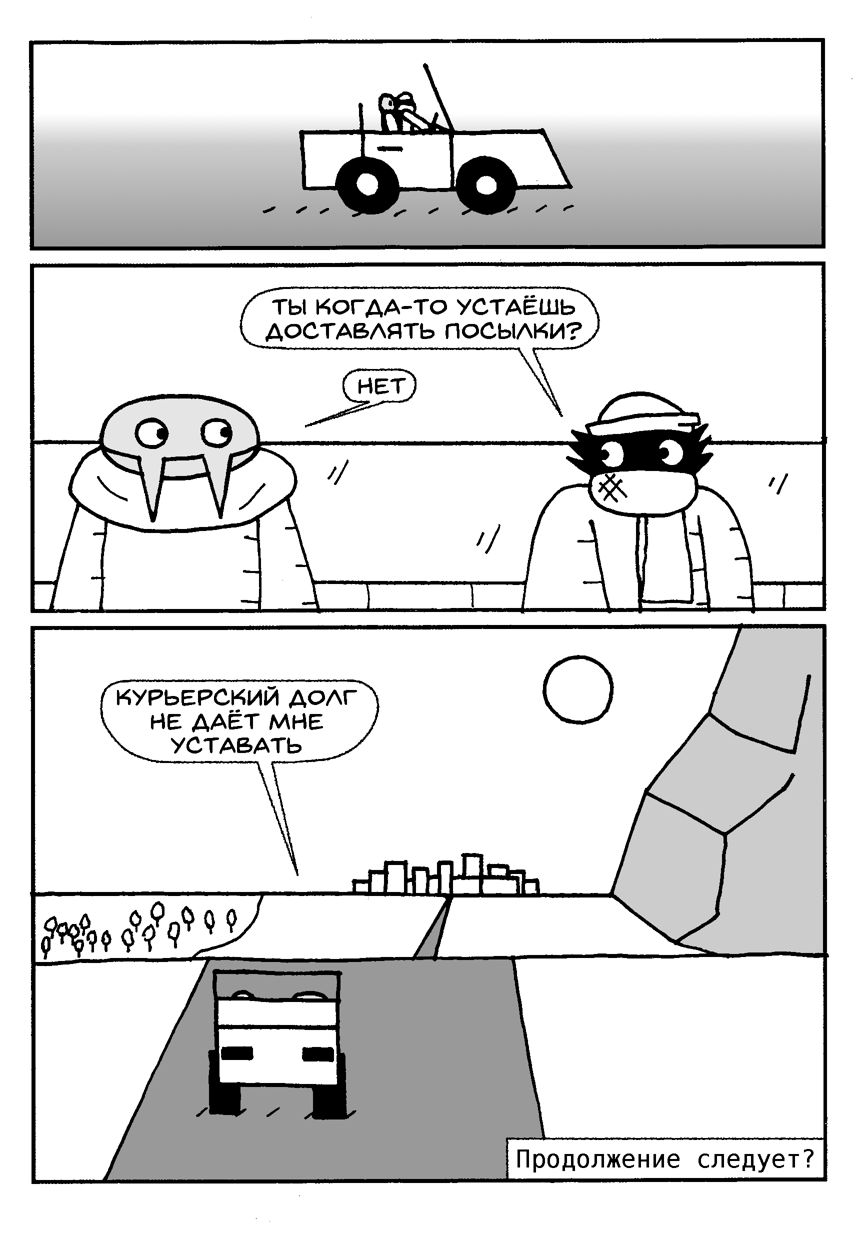 ТЫ КОГДА-ТО УСТАЁШЬ
ДОСТАВЛЯТЬ ПОСЫЛКИ?
НЕТ
КУРЬЕРСКИЙ ДОЛГ
НЕ ДАЁТ МНЕ
УСТАВАТЬ
Продолжение следует?